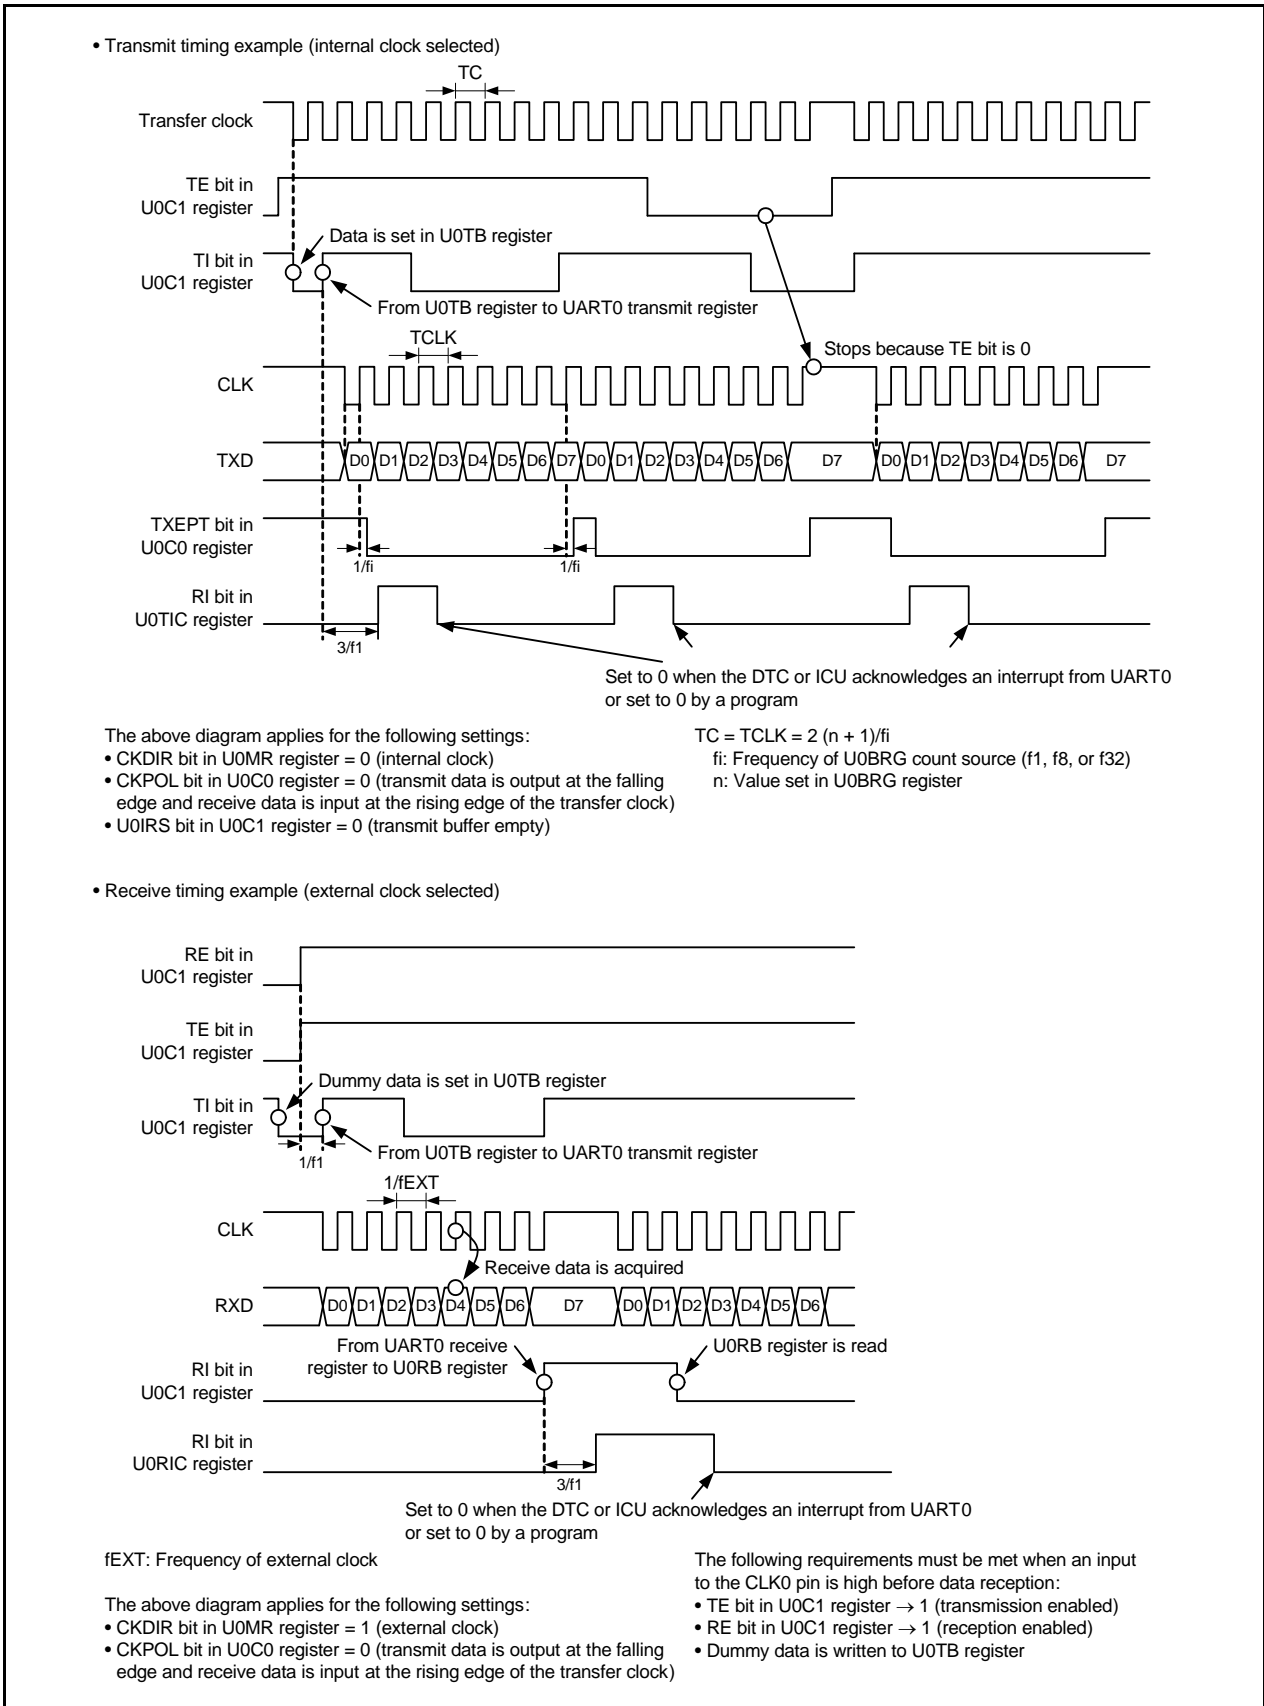 • Transmit timing example (internal clock selected)
TC
Transfer clock
TE bit in
U0C1 register
Data is set in U0TB register
TI bit in
U0C1 register
From U0TB register to UART0 transmit register
TCLK
Stops because TE bit is 0
CLK
TXD D0 D1 D2 D3 D4 D5 D6 D7 D0 D1 D2 D3 D4 D5 D6 D7 D0 D1 D2 D3 D4 D5 D6 D7
TXEPT bit in
U0C0 register
1/fi 1/fi
RI bit in
U0TIC register
3/f1
Set to 0 when the DTC or ICU acknowledges an interrupt from UART0
or set to 0 by a program
The above diagram applies for the following settings:
• CKDIR bit in U0MR register = 0 (internal clock)
• CKPOL bit in U0C0 register = 0 (transmit data is output at the falling
edge and receive data is input at the rising edge of the transfer clock)
• U0IRS bit in U0C1 register = 0 (transmit buffer empty)
TC = TCLK = 2 (n + 1)/fi
fi: Frequency of U0BRG count source (f1, f8, or f32)
n: Value set in U0BRG register
• Receive timing example (external clock selected)
RE bit in
U0C1 register
TE bit in
U0C1 register
Dummy data is set in U0TB register
TI bit in
U0C1 register
From U0TB register to UART0 transmit register
1/f1
1/fEXT
CLK
Receive data is acquired
RXD D0 D1 D2 D3 D4 D5 D6 D7 D0 D1 D2 D3 D4 D5 D6
From UART0 receive
register to U0RB register
U0RB register is read
RI bit in
U0C1 register
RI bit in
U0RIC register
3/f1
Set to 0 when the DTC or ICU acknowledges an interrupt from UART0
or set to 0 by a program
fEXT: Frequency of external clock
The above diagram applies for the following settings:
• CKDIR bit in U0MR register = 1 (external clock)
• CKPOL bit in U0C0 register = 0 (transmit data is output at the falling
edge and receive data is input at the rising edge of the transfer clock)
The following requirements must be met when an input
to the CLK0 pin is high before data reception:
• TE bit in U0C1 register → 1 (transmission enabled)
• RE bit in U0C1 register → 1 (reception enabled)
• Dummy data is written to U0TB register